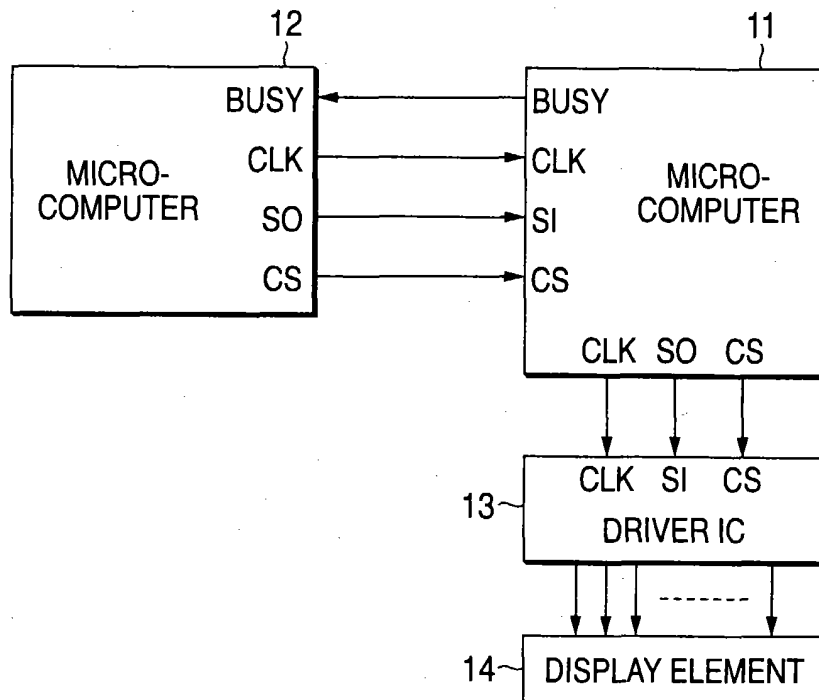 12
11
BUSY
BUSY
CLK
CLK
MICRO-
COMPUTER
MICRO-
COMPUTER
SO
SI
CS
CS
CLK SO CS
CLK SI CS
13
DRIVER IC
14
DISPLAY ELEMENT